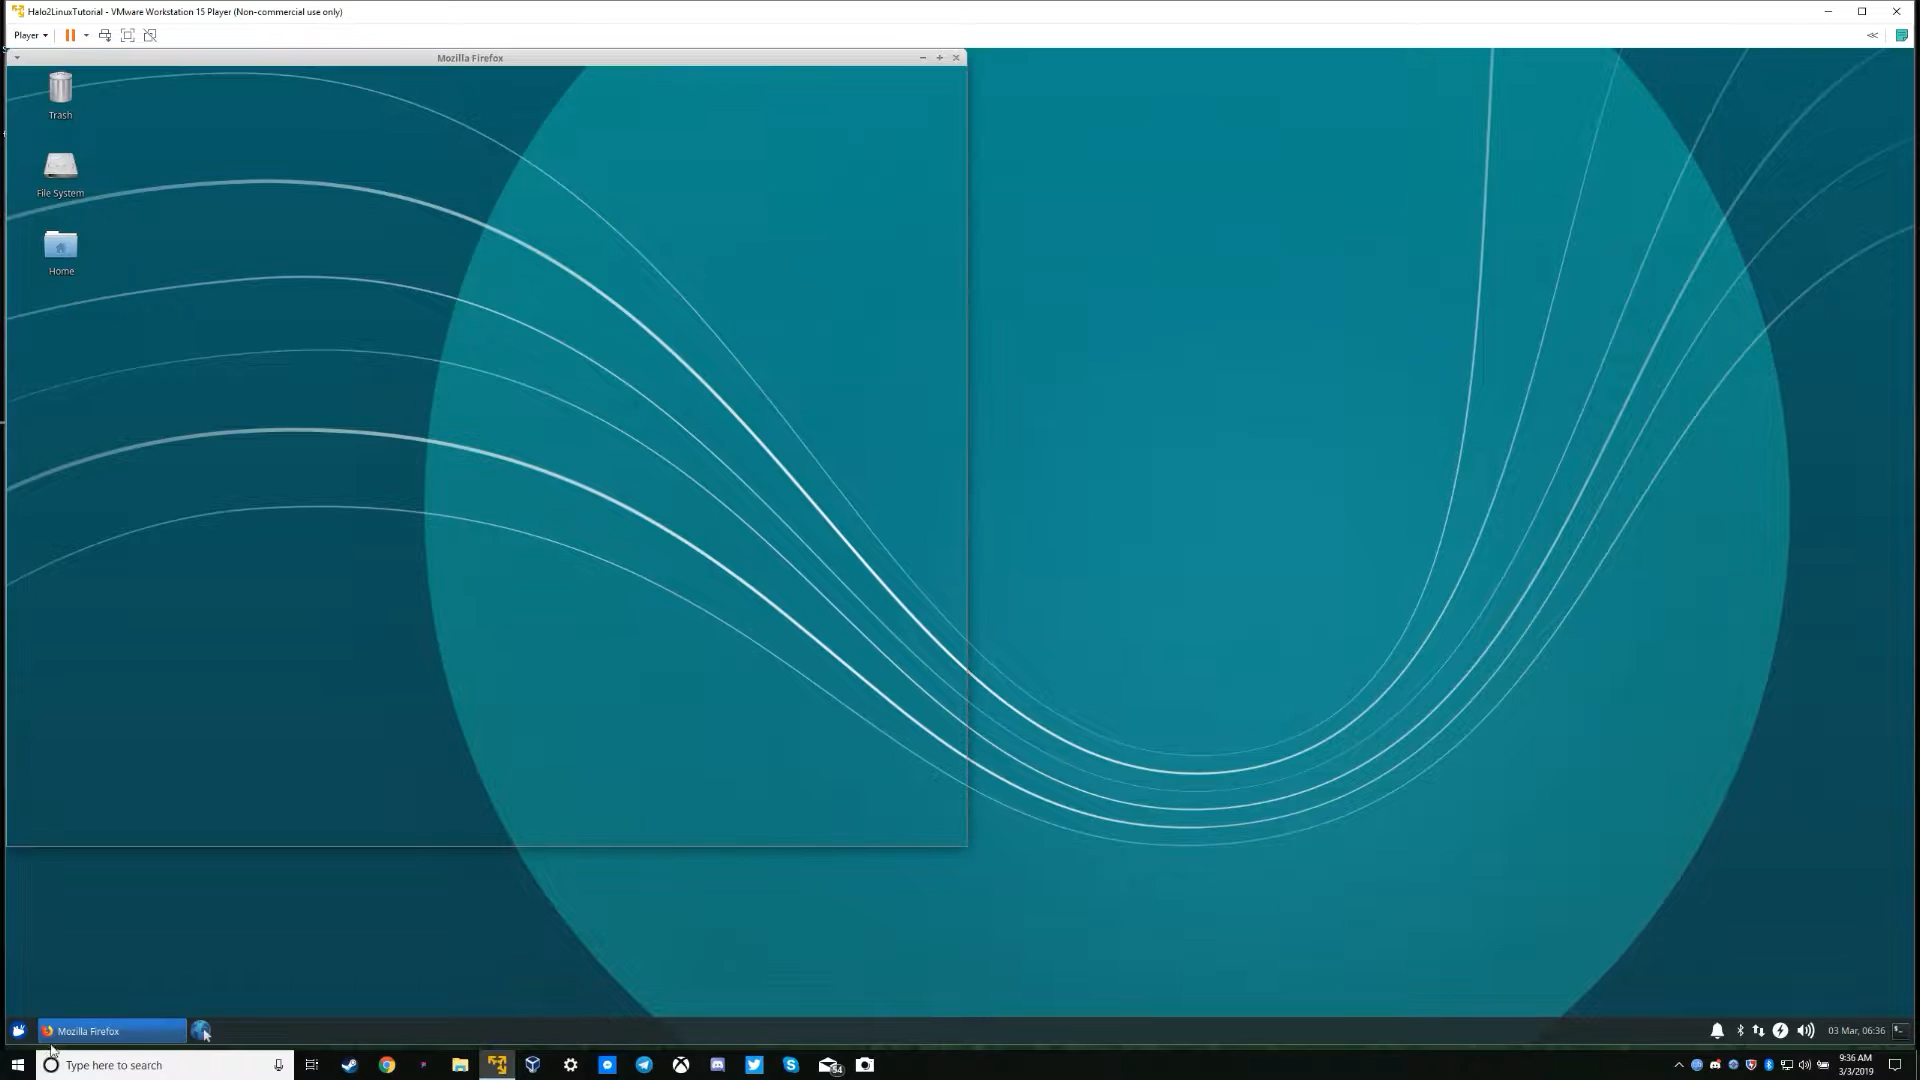 Halo2LinuxTutorial - VMware Workstation 15 Player (Non-commercial use only)
Player
Mozilla Firefox
Trash
File System
Home
Mozilla Firefox
03 Mar, 06:36
Type here to search
54
9:36 AM
3/3/2019